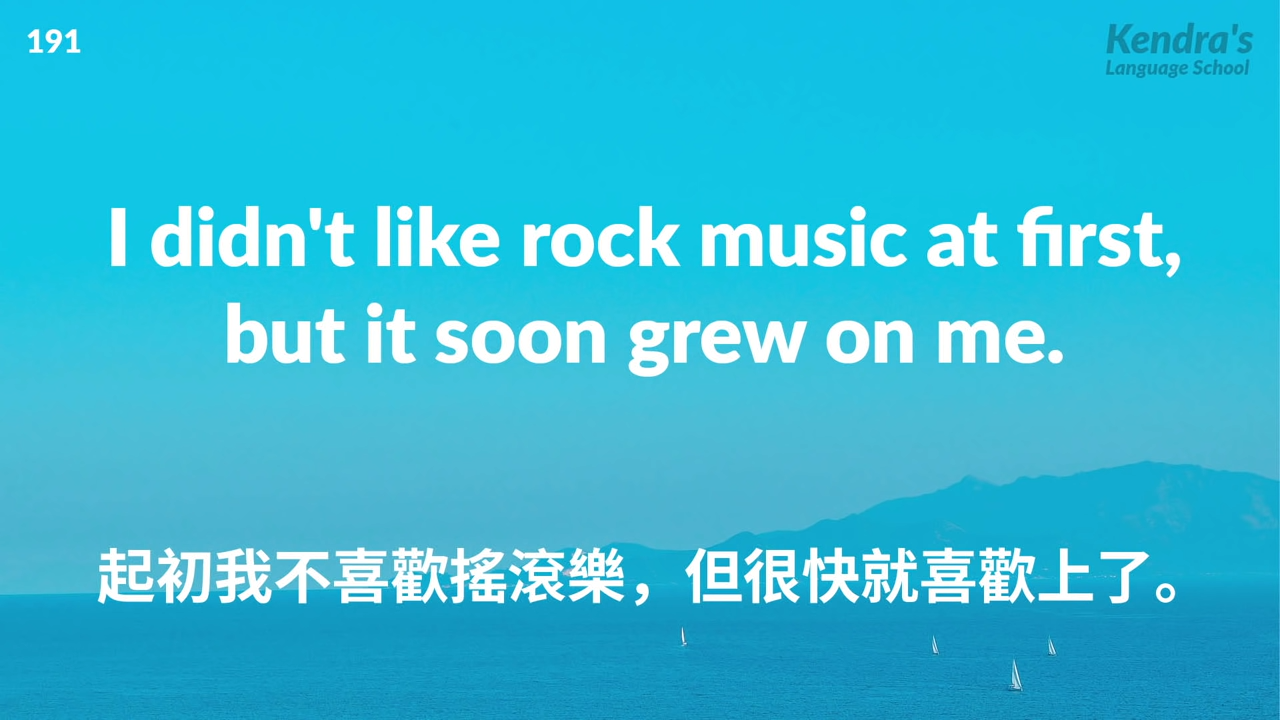 191
Kendra's
Language School
I didn't like rock music at first,
but it soon grew on me.
起初我不喜歡搖滾樂，但很快就喜歡上了。